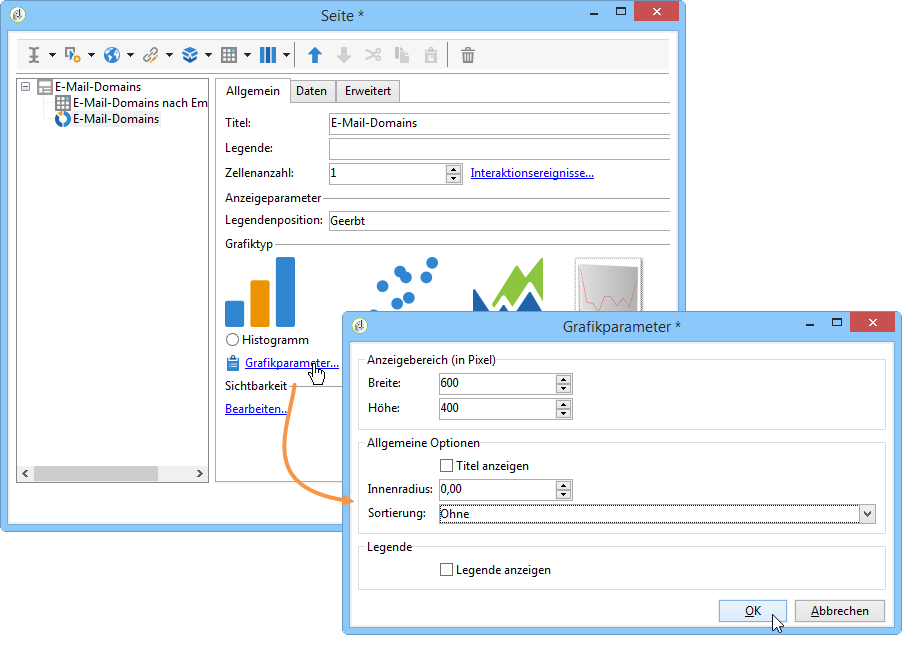 Seite *
E-Mail-Domains
E-Mail-Domains nach Em
E-Mail-Domains
Allgemein Daten Erweitert
Titel: E-Mail-Domains
Legende:
Zellenanzahl: 1 Interaktionsereignisse...
Anzeigeparameter
Legendenposition: Geerbt
Grafiktyp
Histogramm
Grafikparameter...
Sichtbarkeit
Bearbeiten...
Grafikparameter *
Anzeigebereich (in Pixel)
Breite: 600
Höhe: 400
Allgemeine Optionen
Titel anzeigen
Innenradius: 0,00
Sortierung: Ohne
Legende
Legende anzeigen
OK Abbrechen